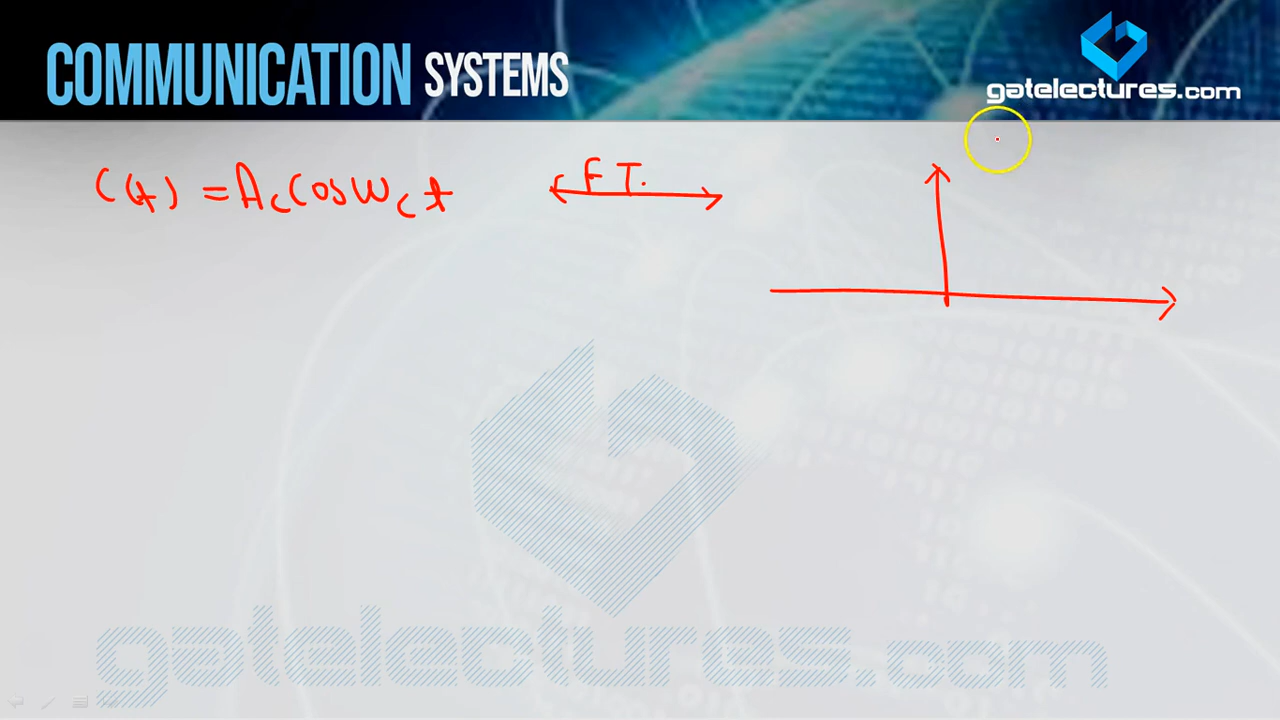 COMMUNICATION SYSTEMS
gatelectures.com
C(t) = Ac Cos wc t
F.T.
gatelectures.com